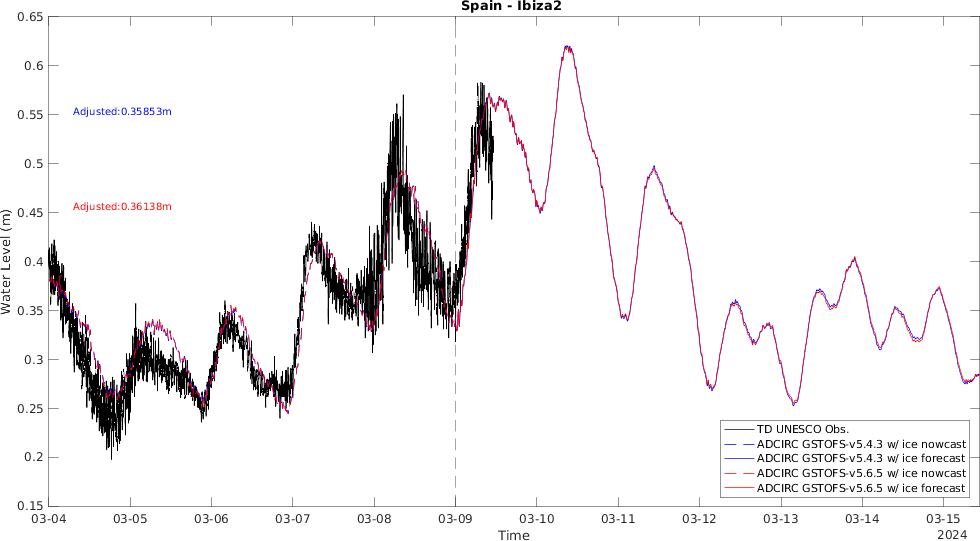 Spain - Ibiza2
0.65
0.6
0.55
0.5
0.45
0.4
0.35
0.3
0.25
0.2
0.15
Water Level (m)
Adjusted:0.35853m
Adjusted:0.36138m
TD UNESCO Obs.
ADCIRC GSTOFS-v5.4.3 w/ ice nowcast
ADCIRC GSTOFS-v5.4.3 w/ ice forecast
ADCIRC GSTOFS-v5.6.5 w/ ice nowcast
ADCIRC GSTOFS-v5.6.5 w/ ice forecast
03-04 03-05 03-06 03-07 03-08 03-09 03-10 03-11 03-12 03-13 03-14 03-15
Time
2024